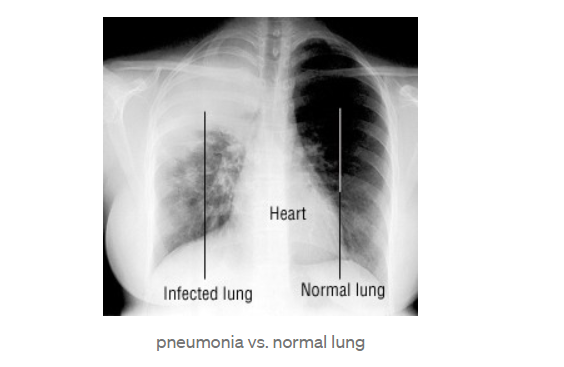 Heart
Infected lung
Normal lung
pneumonia vs. normal lung